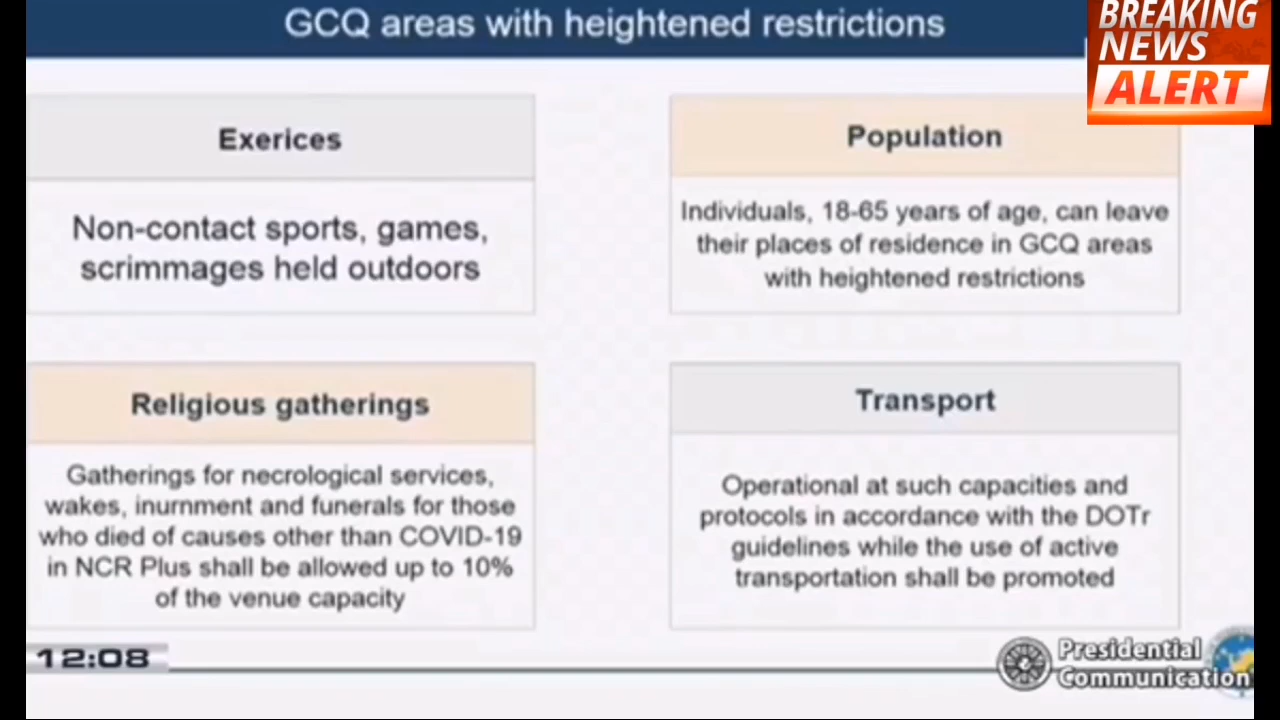 GCQ areas with heightened restrictions
BREAKING
NEWS
ALERT
Exerices
Non-contact sports, games,
scrimmages held outdoors
Population
Individuals, 18-65 years of age, can leave
their places of residence in GCQ areas
with heightened restrictions
Religious gatherings
Gatherings for necrological services,
wakes, inurnment and funerals for those
who died of causes other than COVID-19
in NCR Plus shall be allowed up to 10%
of the venue capacity
Transport
Operational at such capacities and
protocols in accordance with the DOTr
guidelines while the use of active
transportation shall be promoted
12:08
Presidential
Communication